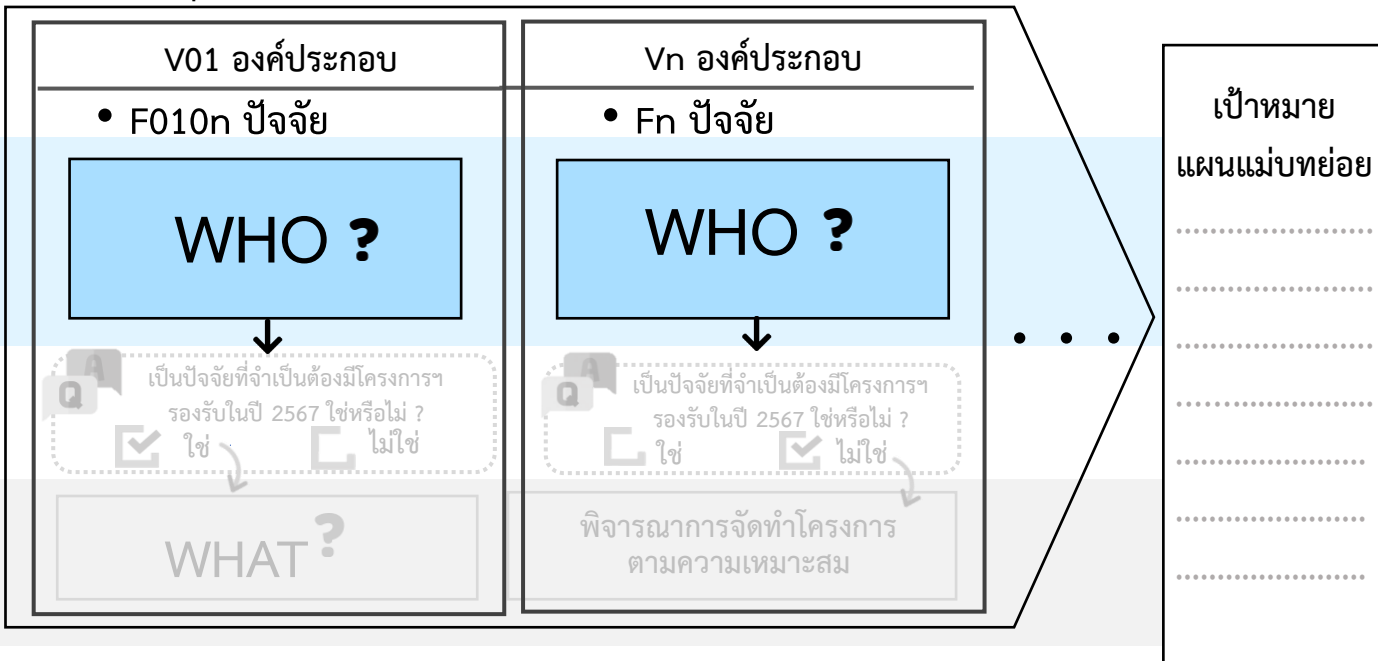 V01 องค์ประกอบ
• F010n ปัจจัย
WHO ?
Q A
เป็นปัจจัยที่จำเป็นต้องมีโครงการฯ
รองรับในปี 2567 ใช่หรือไม่ ?
ใช่ ไม่ใช่
WHAT ?
Vn องค์ประกอบ
• Fn ปัจจัย
WHO ?
Q A
เป็นปัจจัยที่จำเป็นต้องมีโครงการฯ
รองรับในปี 2567 ใช่หรือไม่ ?
ใช่ ไม่ใช่
พิจารณาการจัดทำโครงการ
ตามความเหมาะสม
• • •
เป้าหมาย
แผนแม่บทย่อย
.......................
.......................
.......................
.......................
......................
......................
......................